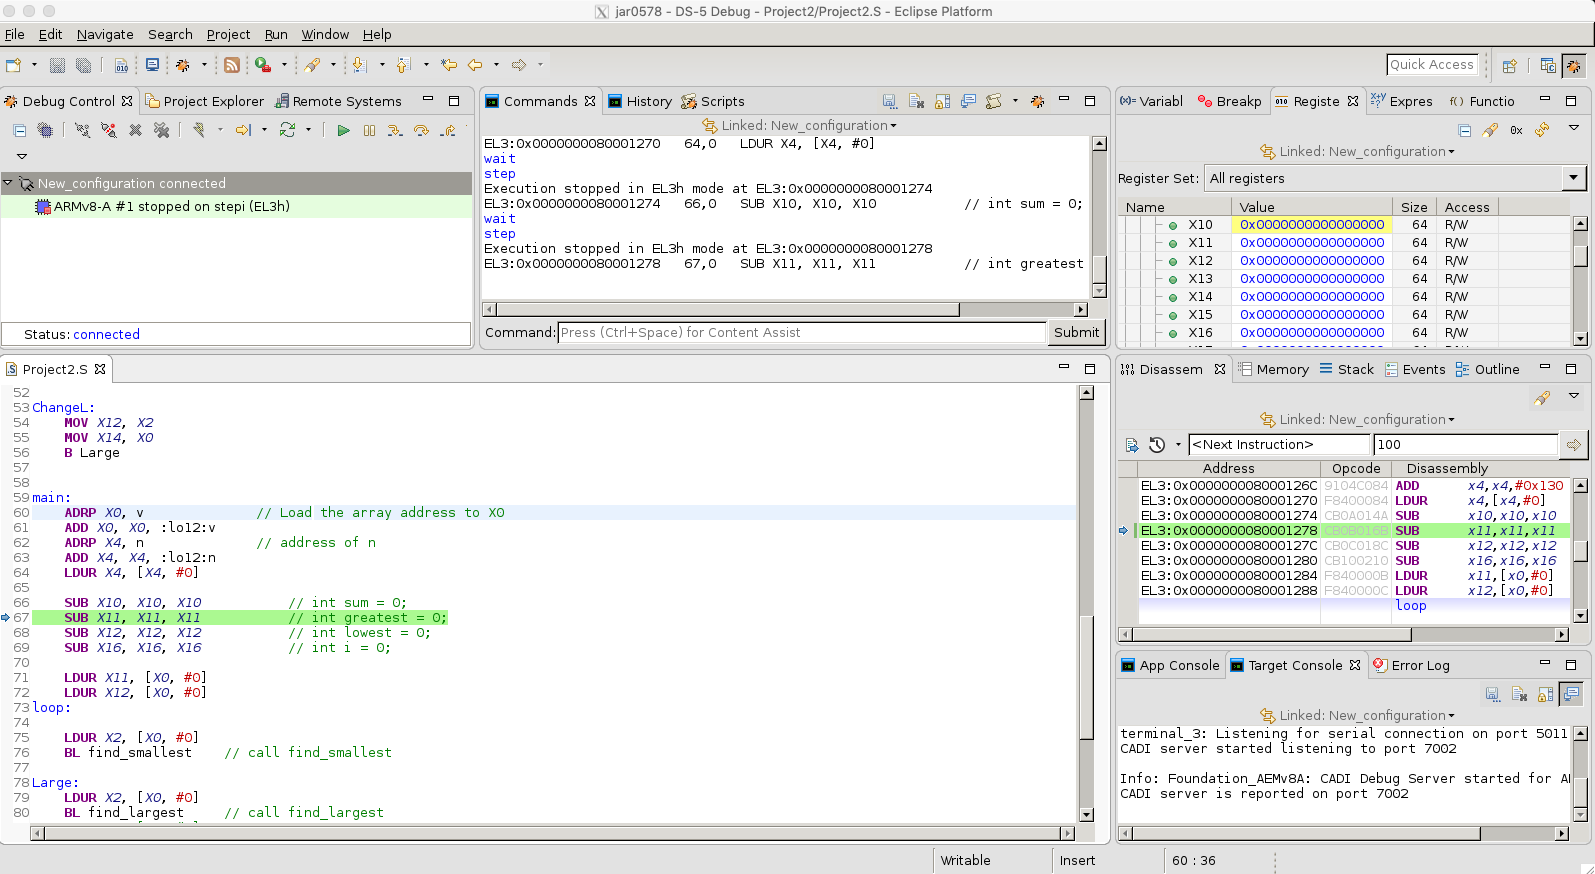 jar0578 - DS-5 Debug - Project2/Project2.S - Eclipse Platform
File Edit Navigate Search Project Run Window Help
Quick Access
Debug Control Project Explorer Remote Systems
New_configuration connected
ARMv8-A #1 stopped on stepi (EL3h)
Status: connected
Commands History Scripts
Linked: New_configuration
EL3:0x0000000080001270 64,0 LDUR X4, [X4, #0]
wait
step
Execution stopped in EL3h mode at EL3:0x0000000080001274
EL3:0x0000000080001274 66,0 SUB X10, X10, X10 // int sum = 0;
wait
step
Execution stopped in EL3h mode at EL3:0x0000000080001278
EL3:0x0000000080001278 67,0 SUB X11, X11, X11 // int greatest
Command: Press (Ctrl+Space) for Content Assist Submit
Variabl Breakp Registe Expres Functio
Linked: New_configuration
Register Set: All registers
Name Value Size Access
X10 0x0000000000000000 64 R/W
X11 0x0000000000000000 64 R/W
X12 0x0000000000000000 64 R/W
X13 0x0000000000000000 64 R/W
X14 0x0000000000000000 64 R/W
X15 0x0000000000000000 64 R/W
X16 0x0000000000000000 64 R/W
Project2.S
52
53 ChangeL:
54 MOV X12, X2
55 MOV X14, X0
56 B Large
57
58
59 main:
60 ADRP X0, v // Load the array address to X0
61 ADD X0, X0, :lo12:v
62 ADRP X4, n // address of n
63 ADD X4, X4, :lo12:n
64 LDUR X4, [X4, #0]
65
66 SUB X10, X10, X10 // int sum = 0;
67 SUB X11, X11, X11 // int greatest = 0;
68 SUB X12, X12, X12 // int lowest = 0;
69 SUB X16, X16, X16 // int i = 0;
70
71 LDUR X11, [X0, #0]
72 LDUR X12, [X0, #0]
73 loop:
74
75 LDUR X2, [X0, #0]
76 BL find_smallest // call find_smallest
77
78 Large:
79 LDUR X2, [X0, #0]
80 BL find_largest // call find_largest
Disassem Memory Stack Events Outline
Linked: New_configuration
<Next Instruction> 100
Address Opcode Disassembly
EL3:0x000000008000126C 9104C084 ADD x4,x4,#0x130
EL3:0x0000000080001270 F8400084 LDUR x4,[x4,#0]
EL3:0x0000000080001274 CB0A014A SUB x10,x10,x10
EL3:0x0000000080001278 CB0B016B SUB x11,x11,x11
EL3:0x000000008000127C CB0C018C SUB x12,x12,x12
EL3:0x0000000080001280 CB100210 SUB x16,x16,x16
EL3:0x0000000080001284 F840000B LDUR x11,[x0,#0]
EL3:0x0000000080001288 F840000C LDUR x12,[x0,#0]
loop
App Console Target Console Error Log
Linked: New_configuration
terminal_3: Listening for serial connection on port 5011
CADI server started listening to port 7002
Info: Foundation_AEMv8A: CADI Debug Server started for
CADI server is reported on port 7002
Writable Insert 60 : 36